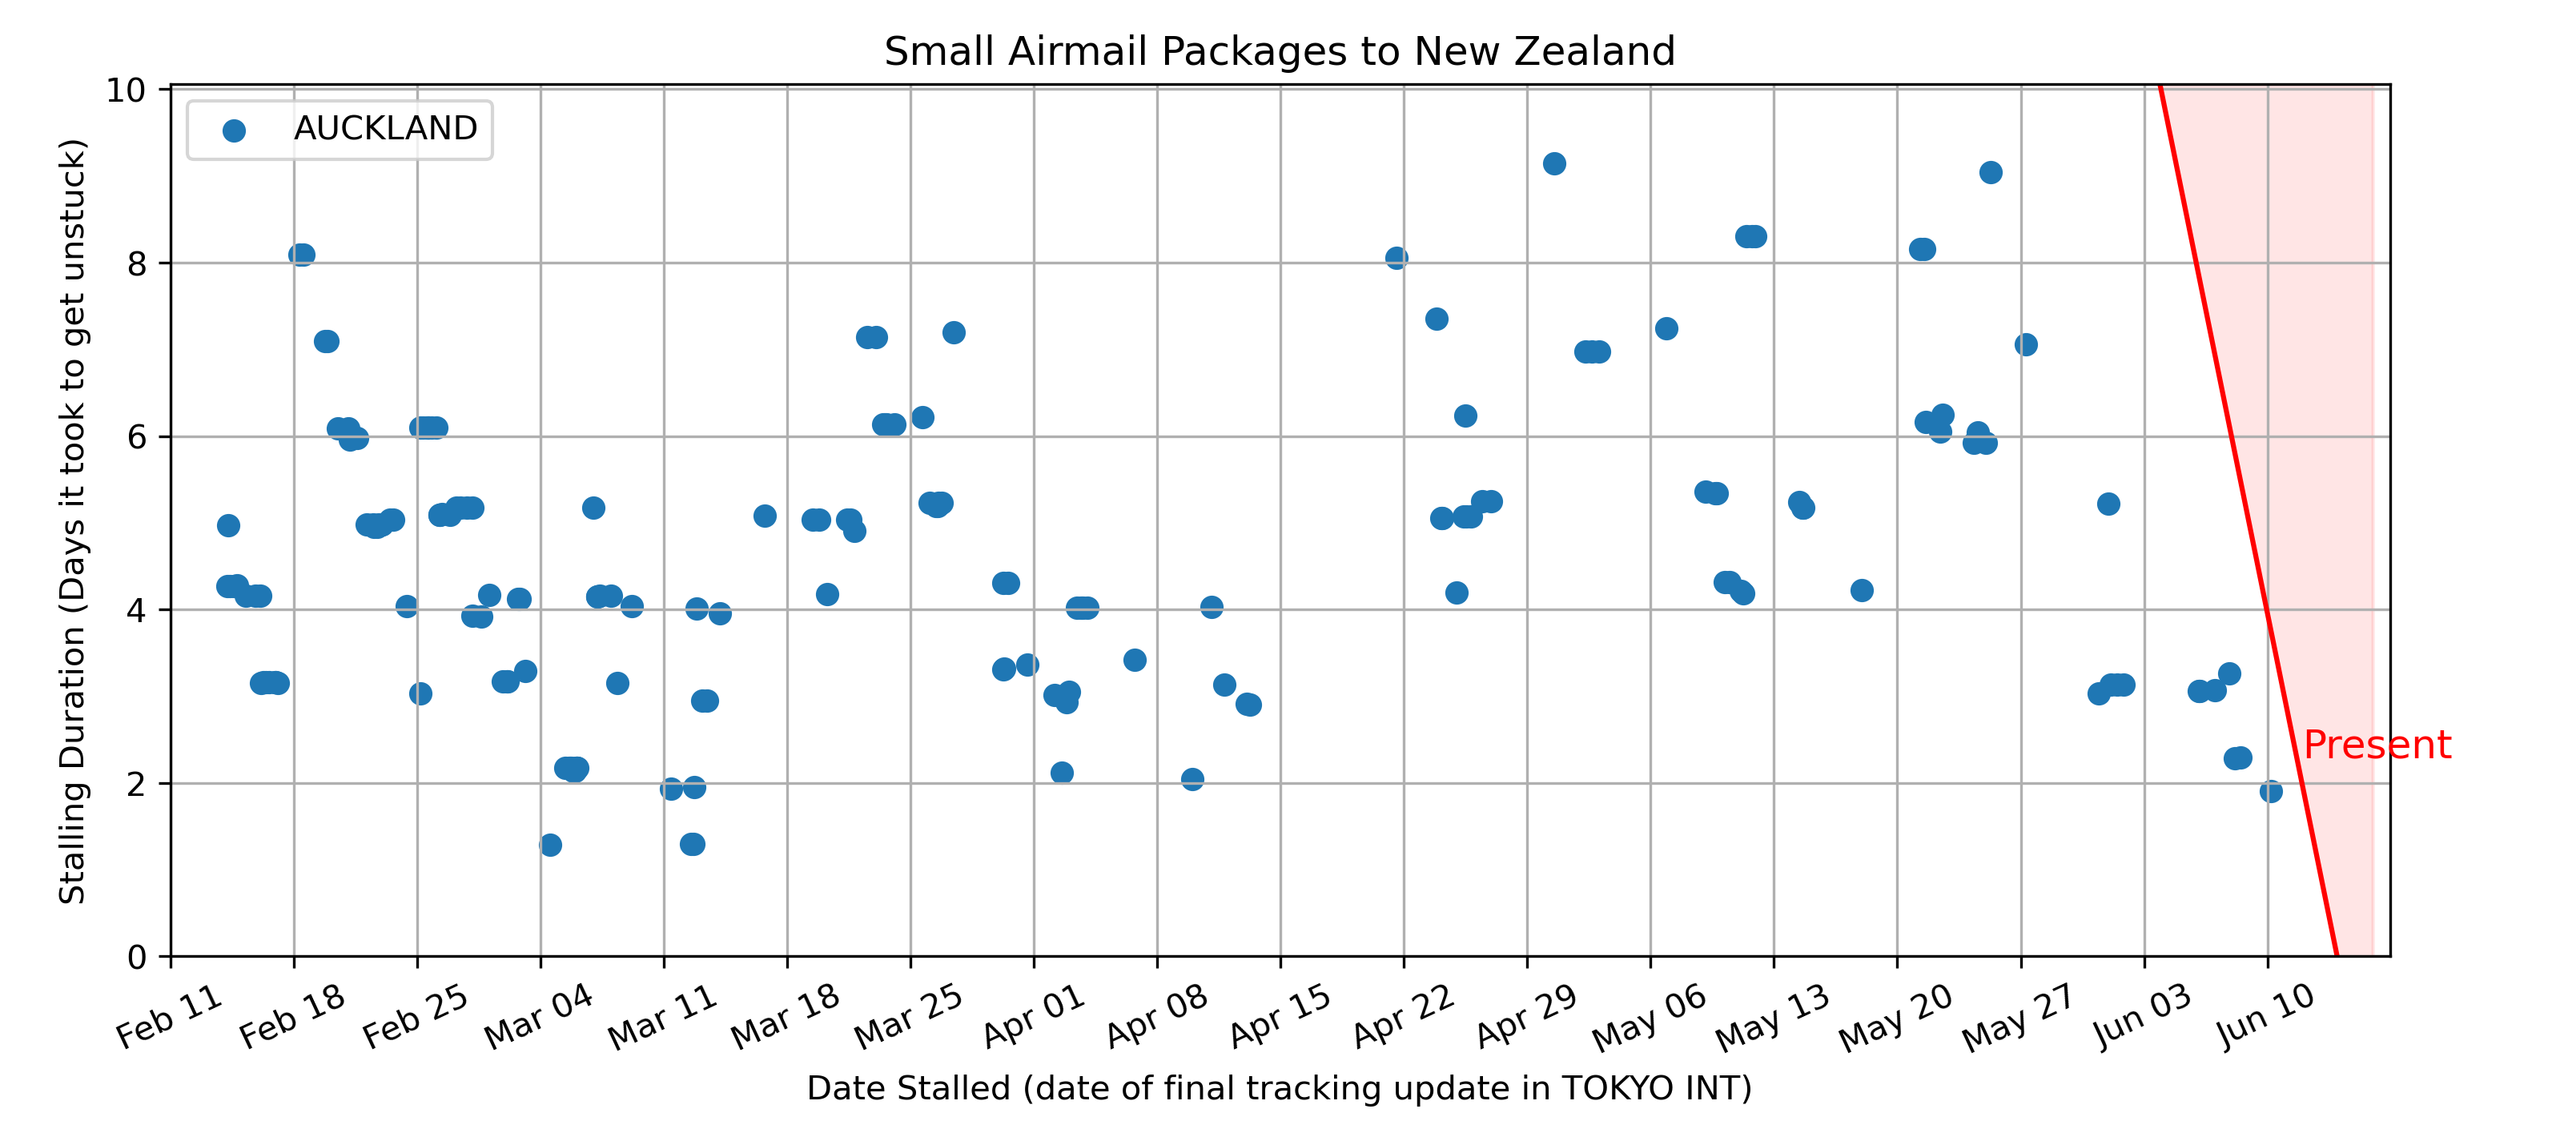 Small Airmail Packages to New Zealand
AUCKLAND
Stalling Duration (Days it took to get unstuck)
10
8
6
4
2
0
Present
Feb 11
Feb 18
Feb 25
Mar 04
Mar 11
Mar 18
Mar 25
Apr 01
Apr 08
Apr 15
Apr 22
Apr 29
May 06
May 13
May 20
May 27
Jun 03
Jun 10
Date Stalled (date of final tracking update in TOKYO INT)